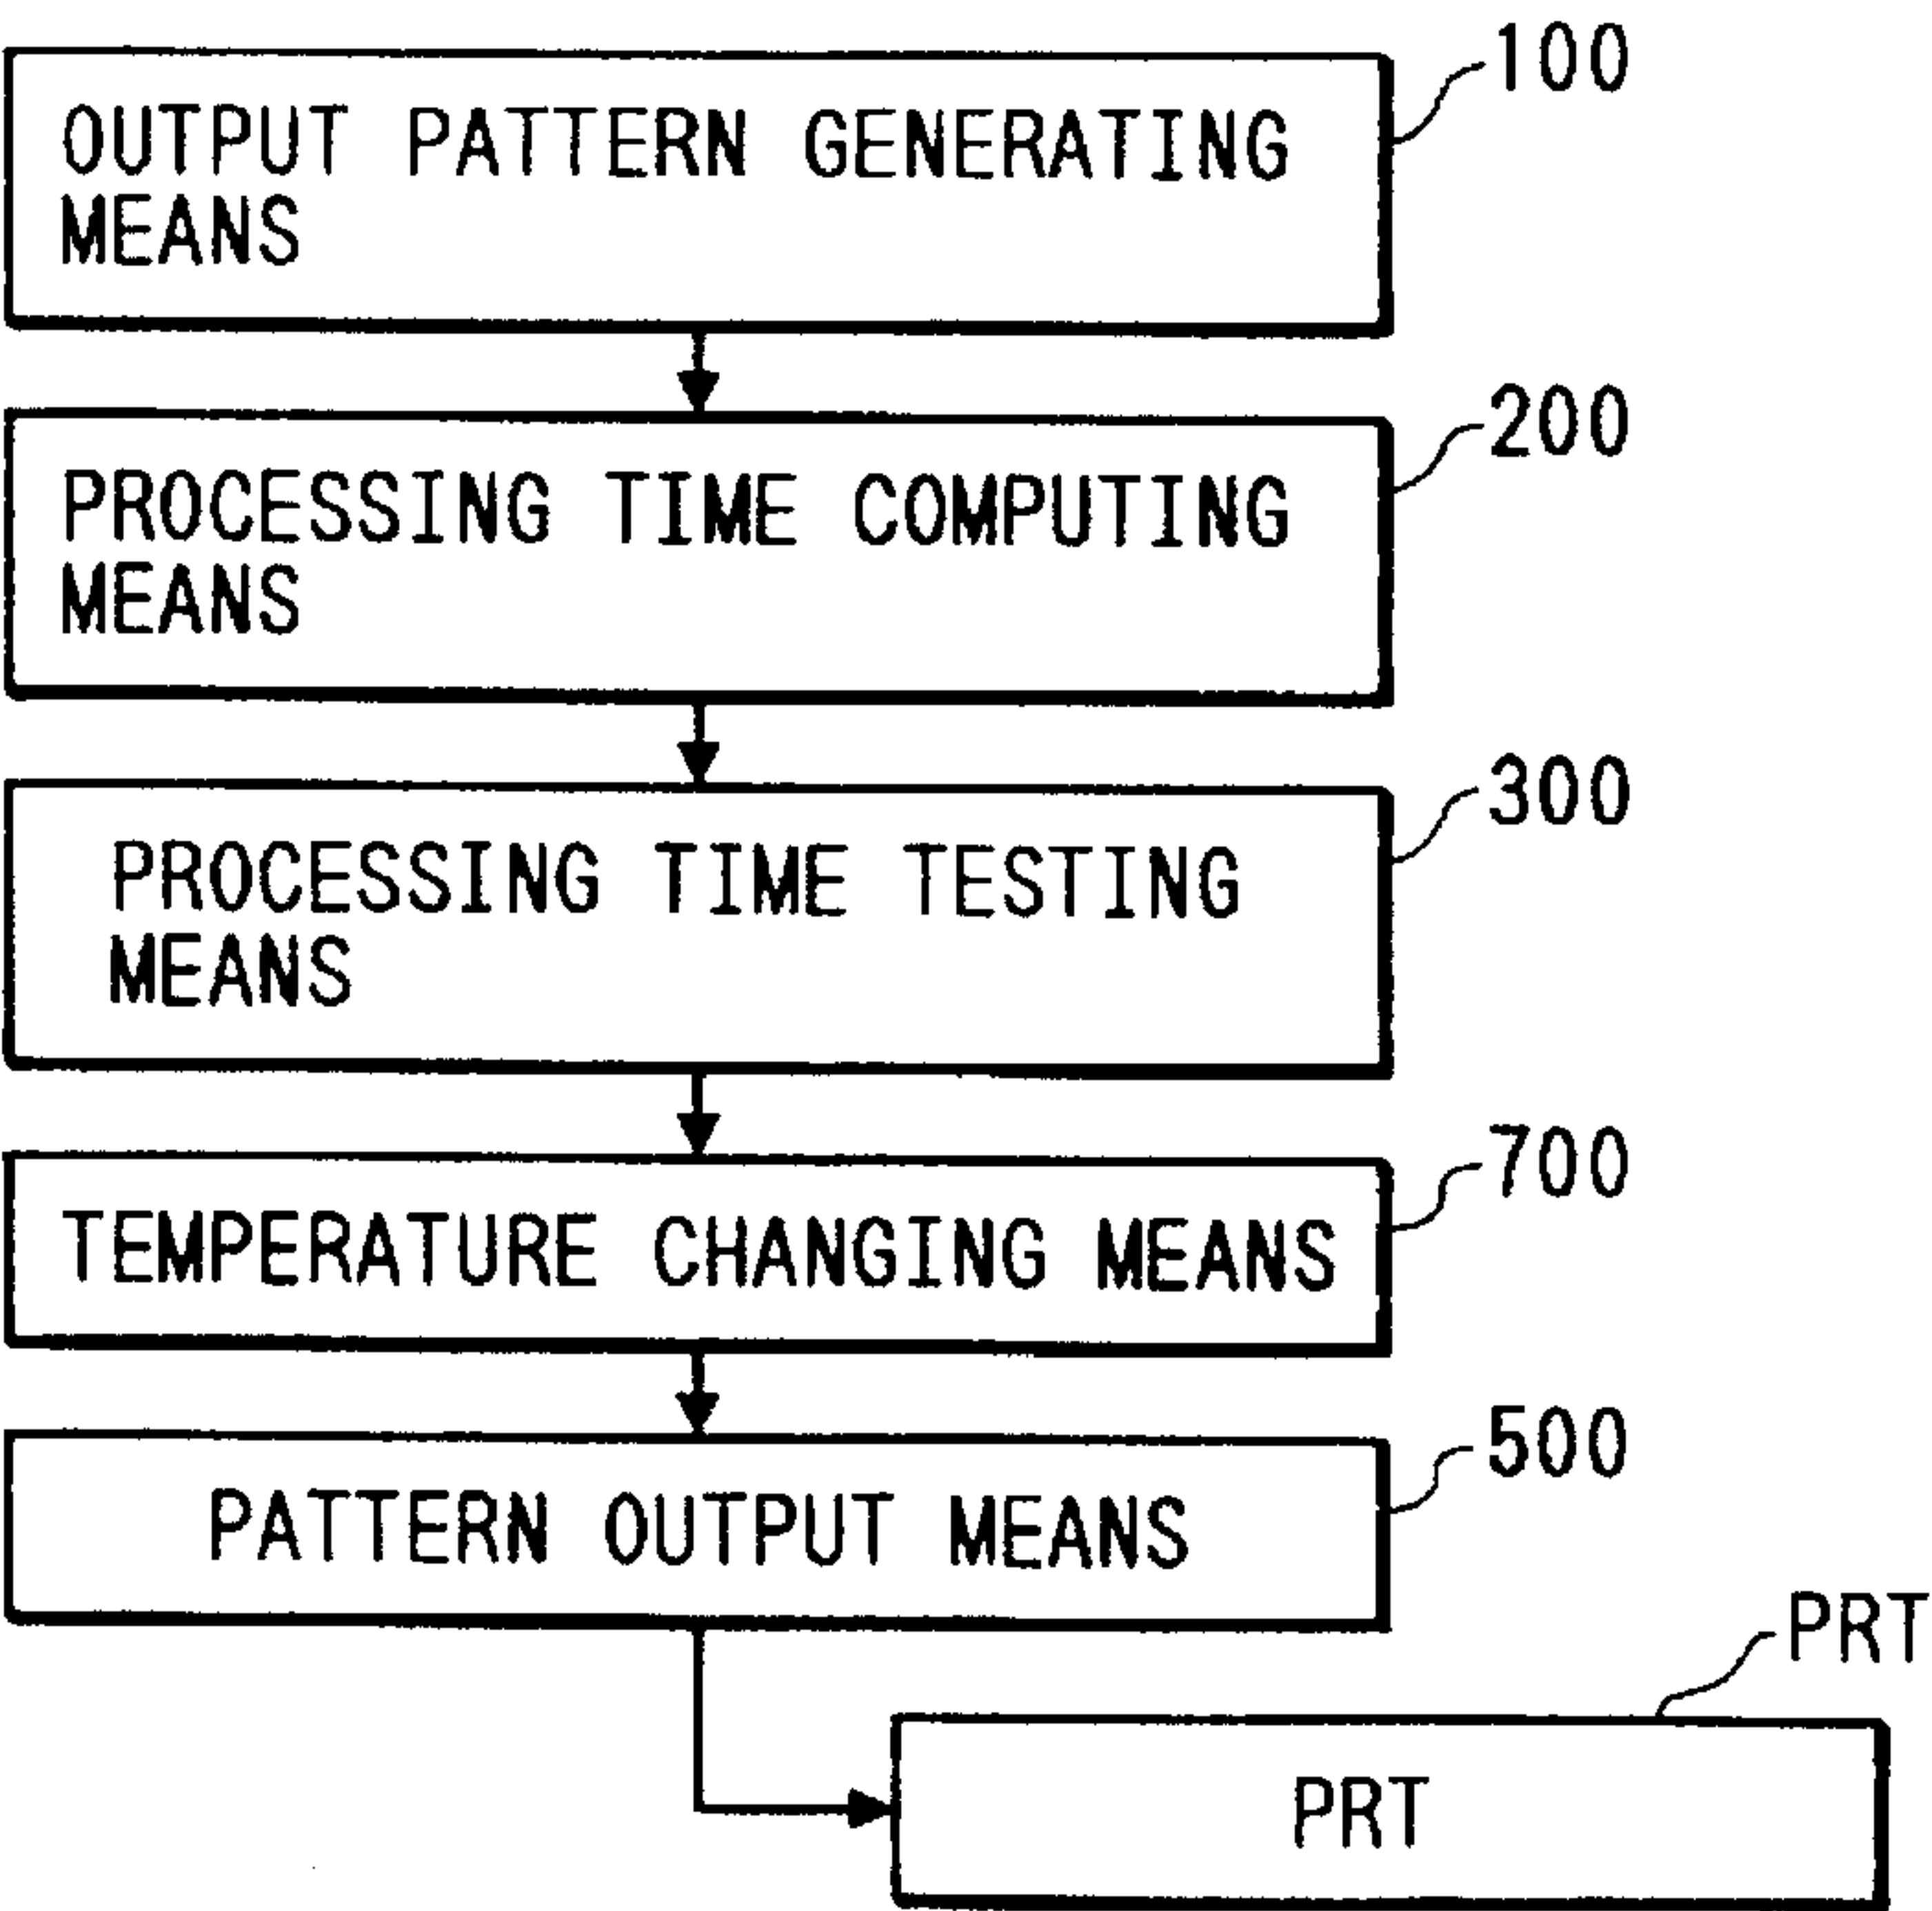 100
OUTPUT PATTERN GENERATING
MEANS
200
PROCESSING TIME COMPUTING
MEANS
300
PROCESSING TIME TESTING
MEANS
700
TEMPERATURE CHANGING MEANS
500
PATTERN OUTPUT MEANS
PRT
PRT